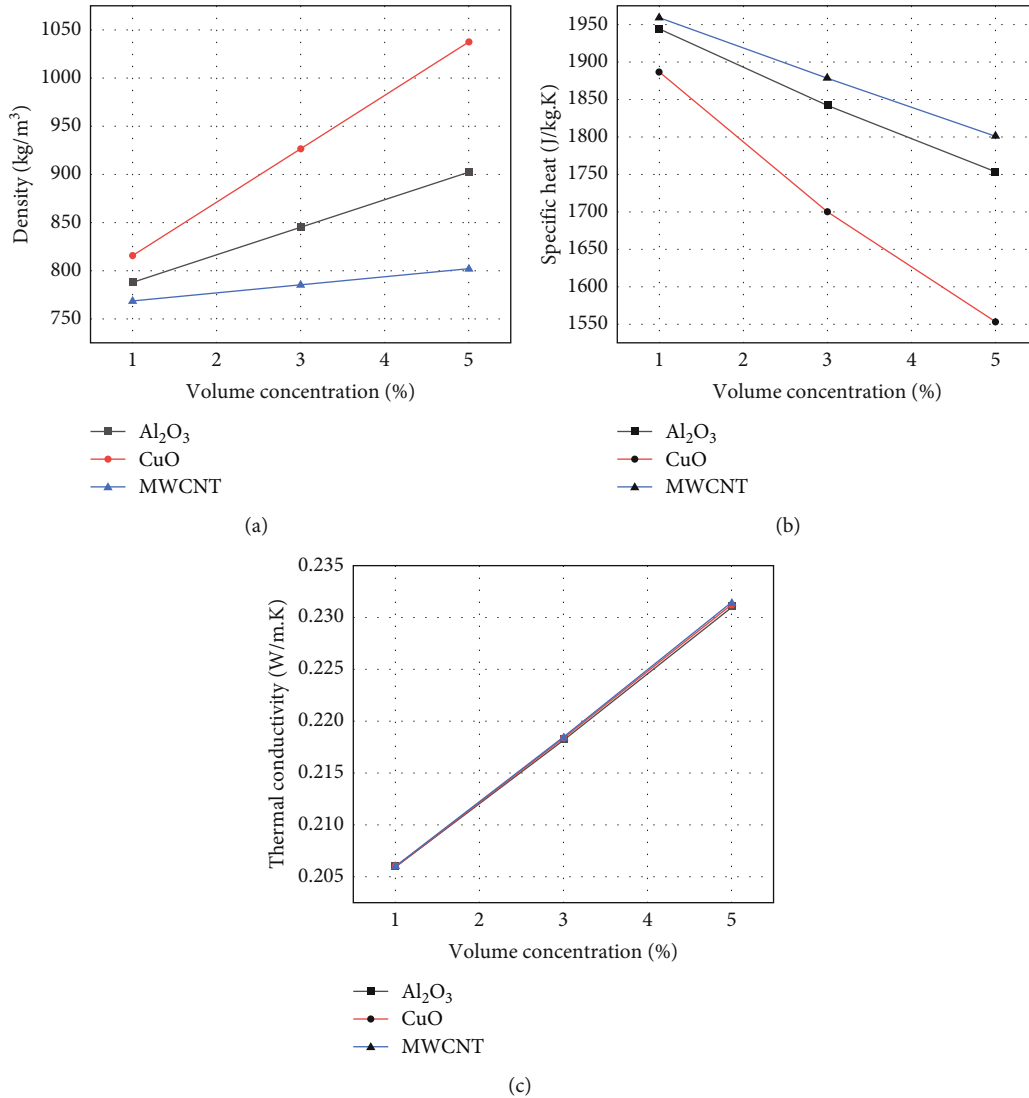 1050
1000
950
900
850
800
750
Density (kg/m³)
1 2 3 4 5
Volume concentration (%)
Al₂O₃
CuO
MWCNT
(a)
1950
1900
1850
1800
1750
1700
1650
1600
1550
Specific heat (J/kg.K)
1 2 3 4 5
Volume concentration (%)
Al₂O₃
CuO
MWCNT
(b)
0.235
0.230
0.225
0.220
0.215
0.210
0.205
Thermal conductivity (W/m.K)
1 2 3 4 5
Volume concentration (%)
Al₂O₃
CuO
MWCNT
(c)